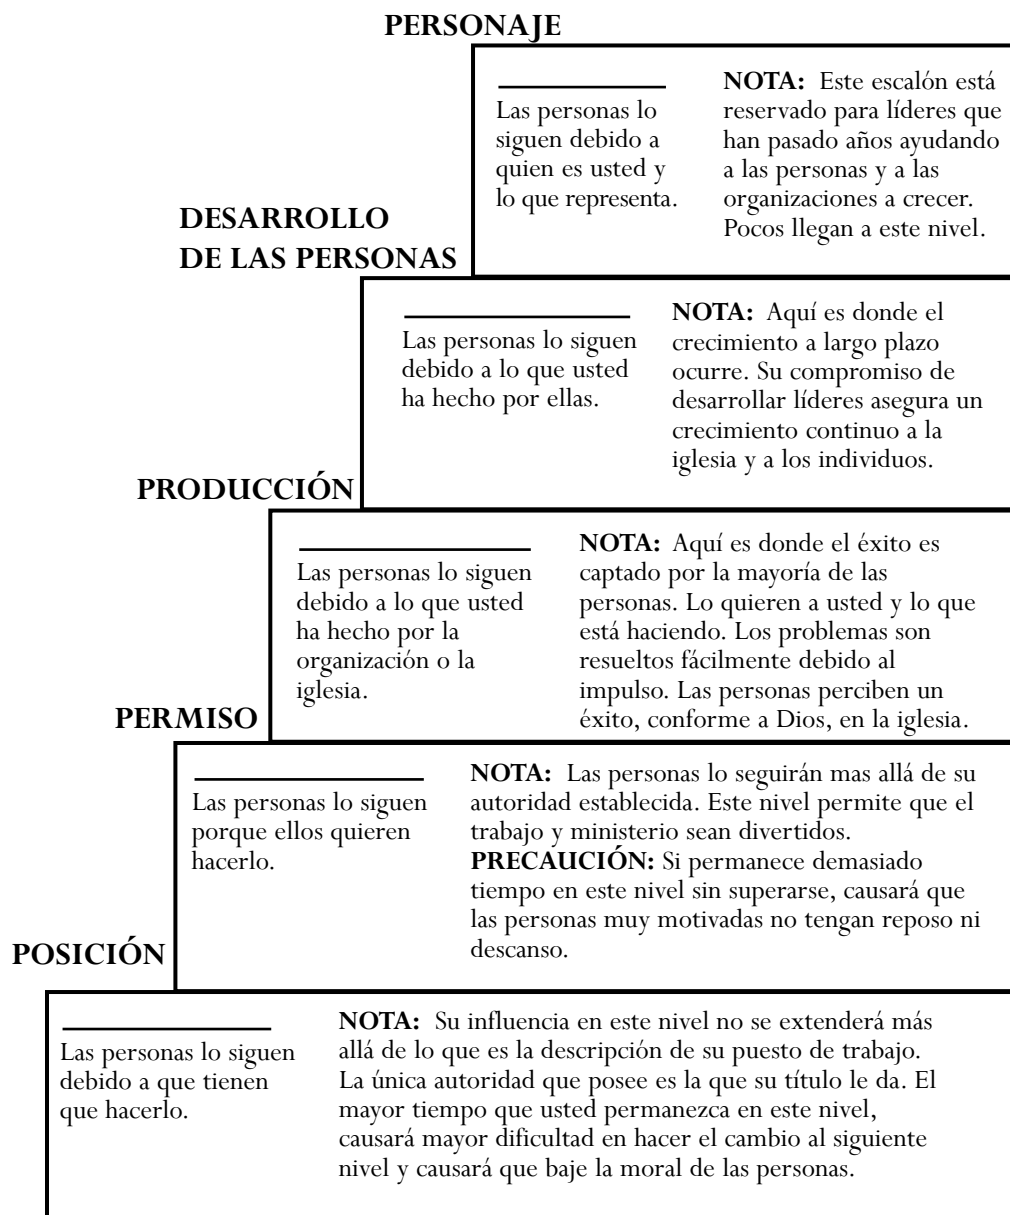 PERSONAJE
Las personas lo
siguen debido a
quien es usted y
lo que representa.
NOTA: Este escalón está
reservado para líderes que
han pasado años ayudando
a las personas y a las
organizaciones a crecer.
Pocos llegan a este nivel.
DESARROLLO
DE LAS PERSONAS
Las personas lo siguen
debido a lo que usted
ha hecho por ellas.
NOTA: Aquí es donde el
crecimiento a largo plazo
ocurre. Su compromiso de
desarrollar líderes asegura un
crecimiento continuo a la
iglesia y a los individuos.
PRODUCCIÓN
Las personas lo siguen
debido a lo que usted
ha hecho por la
organización o la
iglesia.
NOTA: Aquí es donde el éxito es
captado por la mayoría de las
personas. Lo quieren a usted y lo que
está haciendo. Los problemas son
resueltos fácilmente debido al
impulso. Las personas perciben un
éxito, conforme a Dios, en la iglesia.
PERMISO
Las personas lo siguen
porque ellos quieren
hacerlo.
NOTA: Las personas lo seguirán mas allá de su
autoridad establecida. Este nivel permite que el
trabajo y ministerio sean divertidos.
PRECAUCIÓN: Si permanece demasiado
tiempo en este nivel sin superarse, causará que
las personas muy motivadas no tengan reposo ni
descanso.
POSICIÓN
Las personas lo siguen
debido a que tienen
que hacerlo.
NOTA: Su influencia en este nivel no se extenderá más
allá de lo que es la descripción de su puesto de trabajo.
La única autoridad que posee es la que su título le da. El
mayor tiempo que usted permanezca en este nivel,
causará mayor dificultad en hacer el cambio al siguiente
nivel y causará que baje la moral de las personas.